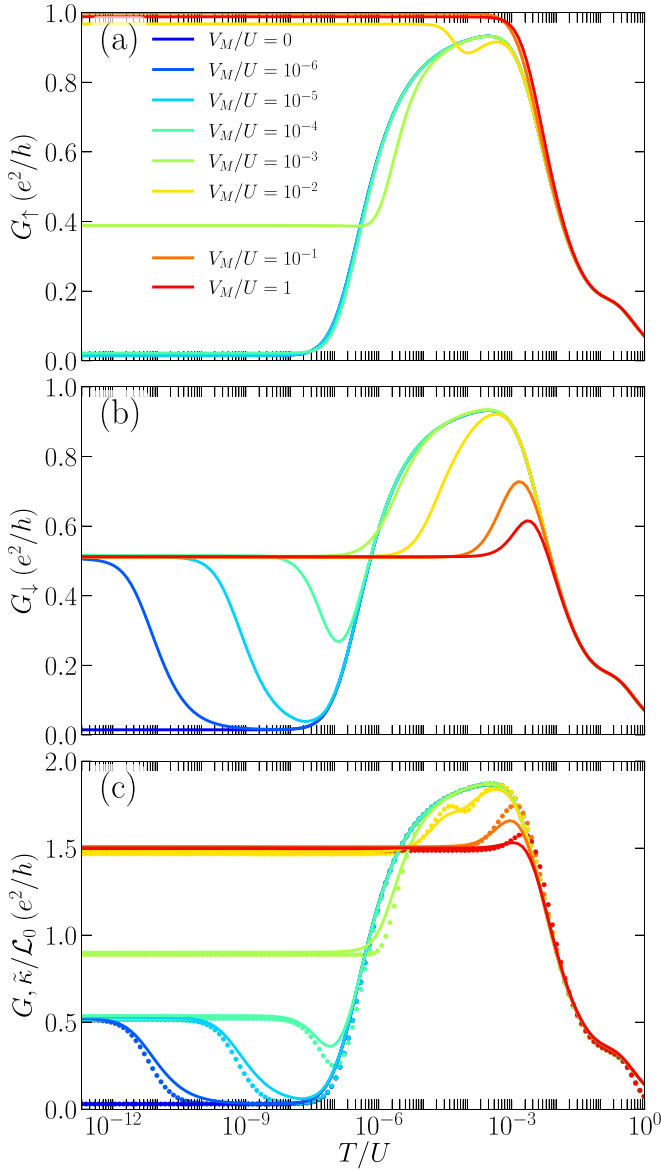 (a)
V_M/U = 0
V_M/U = 10^{-6}
V_M/U = 10^{-5}
V_M/U = 10^{-4}
V_M/U = 10^{-3}
V_M/U = 10^{-2}
V_M/U = 10^{-1}
V_M/U = 1
G_↑ (e^2/h)
1.0
0.8
0.6
0.4
0.2
0.0
(b)
G_↓ (e^2/h)
1.0
0.8
0.6
0.4
0.2
0.0
(c)
G, κ̃/𝓛_0 (e^2/h)
2.0
1.5
1.0
0.5
0.0
10^{-12} 10^{-9} 10^{-6} 10^{-3} 10^0
T/U